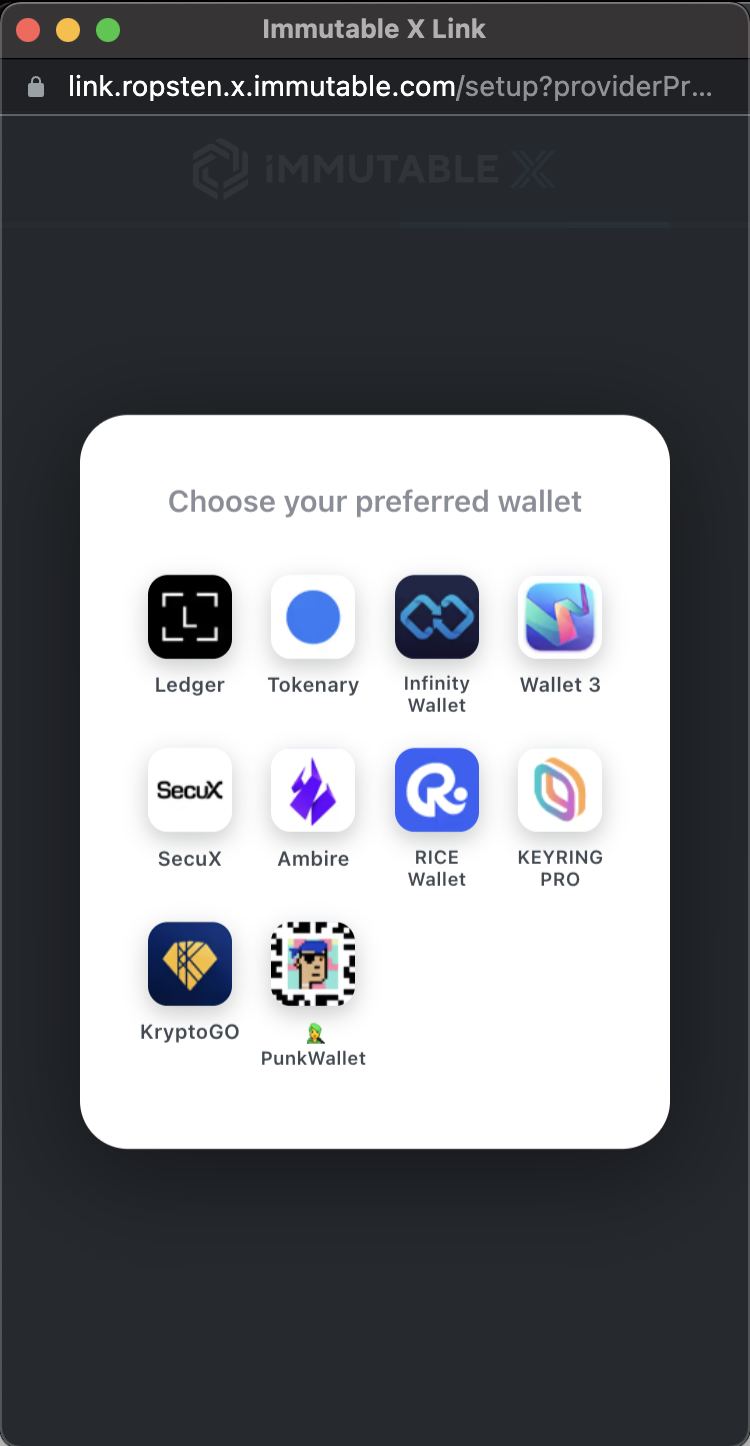 Immutable X Link
link.ropsten.x.immutable.com/setup?providerPr...
iMMUTABLE X
Choose your preferred wallet
L
Ledger
Tokenary
Infinity
Wallet
Wallet 3
SecuX
SecuX
Ambire
R
RICE
Wallet
KEYRING
PRO
KryptoGO
PunkWallet